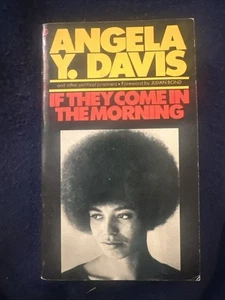 ANGELA
Y. DAVIS
and other political prisoners • Foreword by JULIAN BOND
IF THEY COME IN
THE MORNING